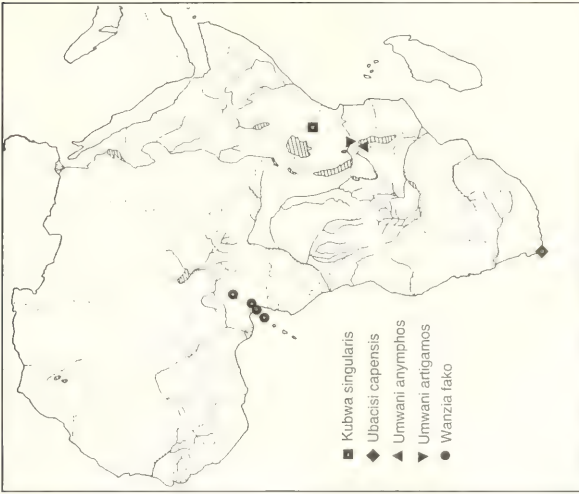 Kubwa singularis
Ubacisi capensis
Umwani anymphos
Umwani artigamos
Wanzia fako